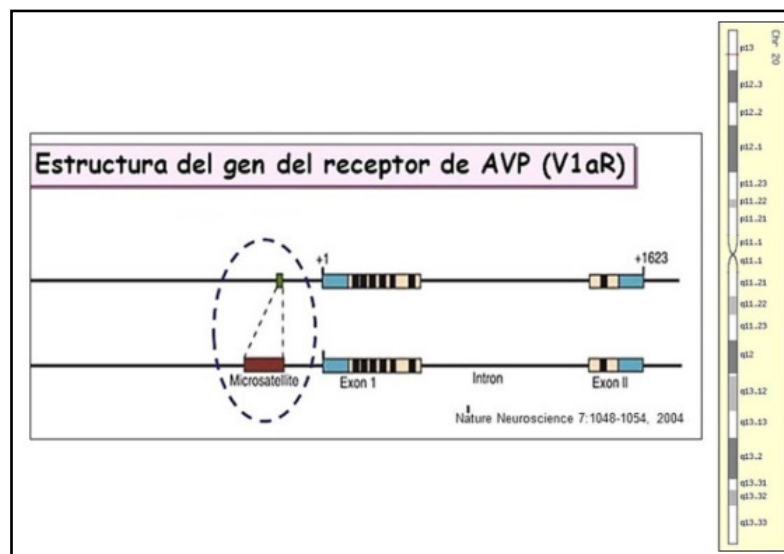 Estructura del gen del receptor de AVP (V1aR)
+1
+1623
Microsatellite
Exon 1
Intron
Exon II
Nature Neuroscience 7:1048-1054, 2004
Chr 20
p13
p12.3
p12.2
p12.1
p11.23
p11.22
p11.21
p11.1
q11.1
q11.21
q11.22
q11.23
q12
q13.12
q13.13
q13.2
q13.31
q13.32
q13.33